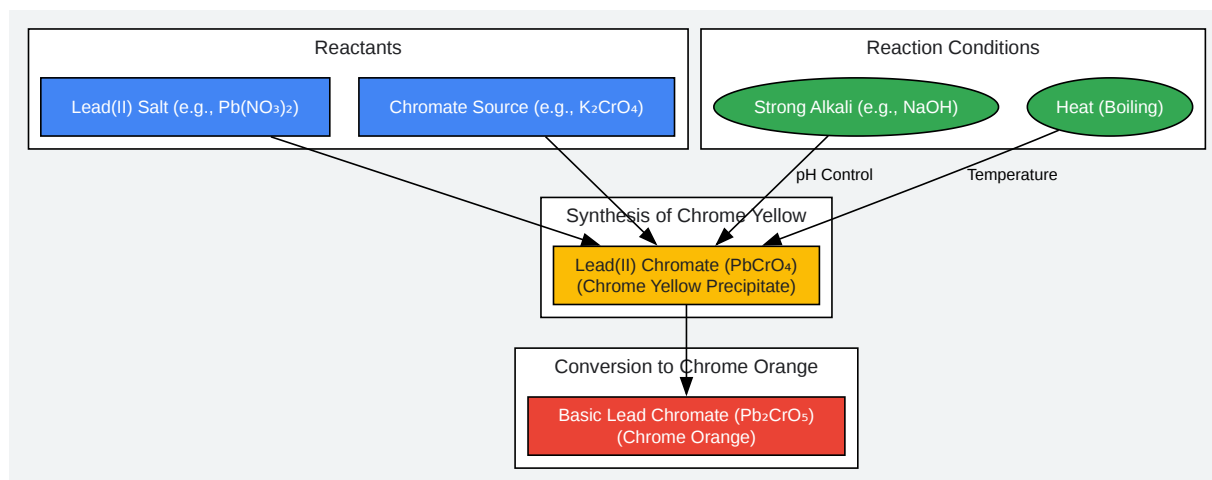 Reactants
Reaction Conditions
Lead(II) Salt (e.g., Pb(NO₃)₂)
Chromate Source (e.g., K₂CrO₄)
Strong Alkali (e.g., NaOH)
Heat (Boiling)
pH Control
Temperature
Synthesis of Chrome Yellow
Lead(II) Chromate (PbCrO₄)
(Chrome Yellow Precipitate)
Conversion to Chrome Orange
Basic Lead Chromate (Pb₂CrO₅)
(Chrome Orange)